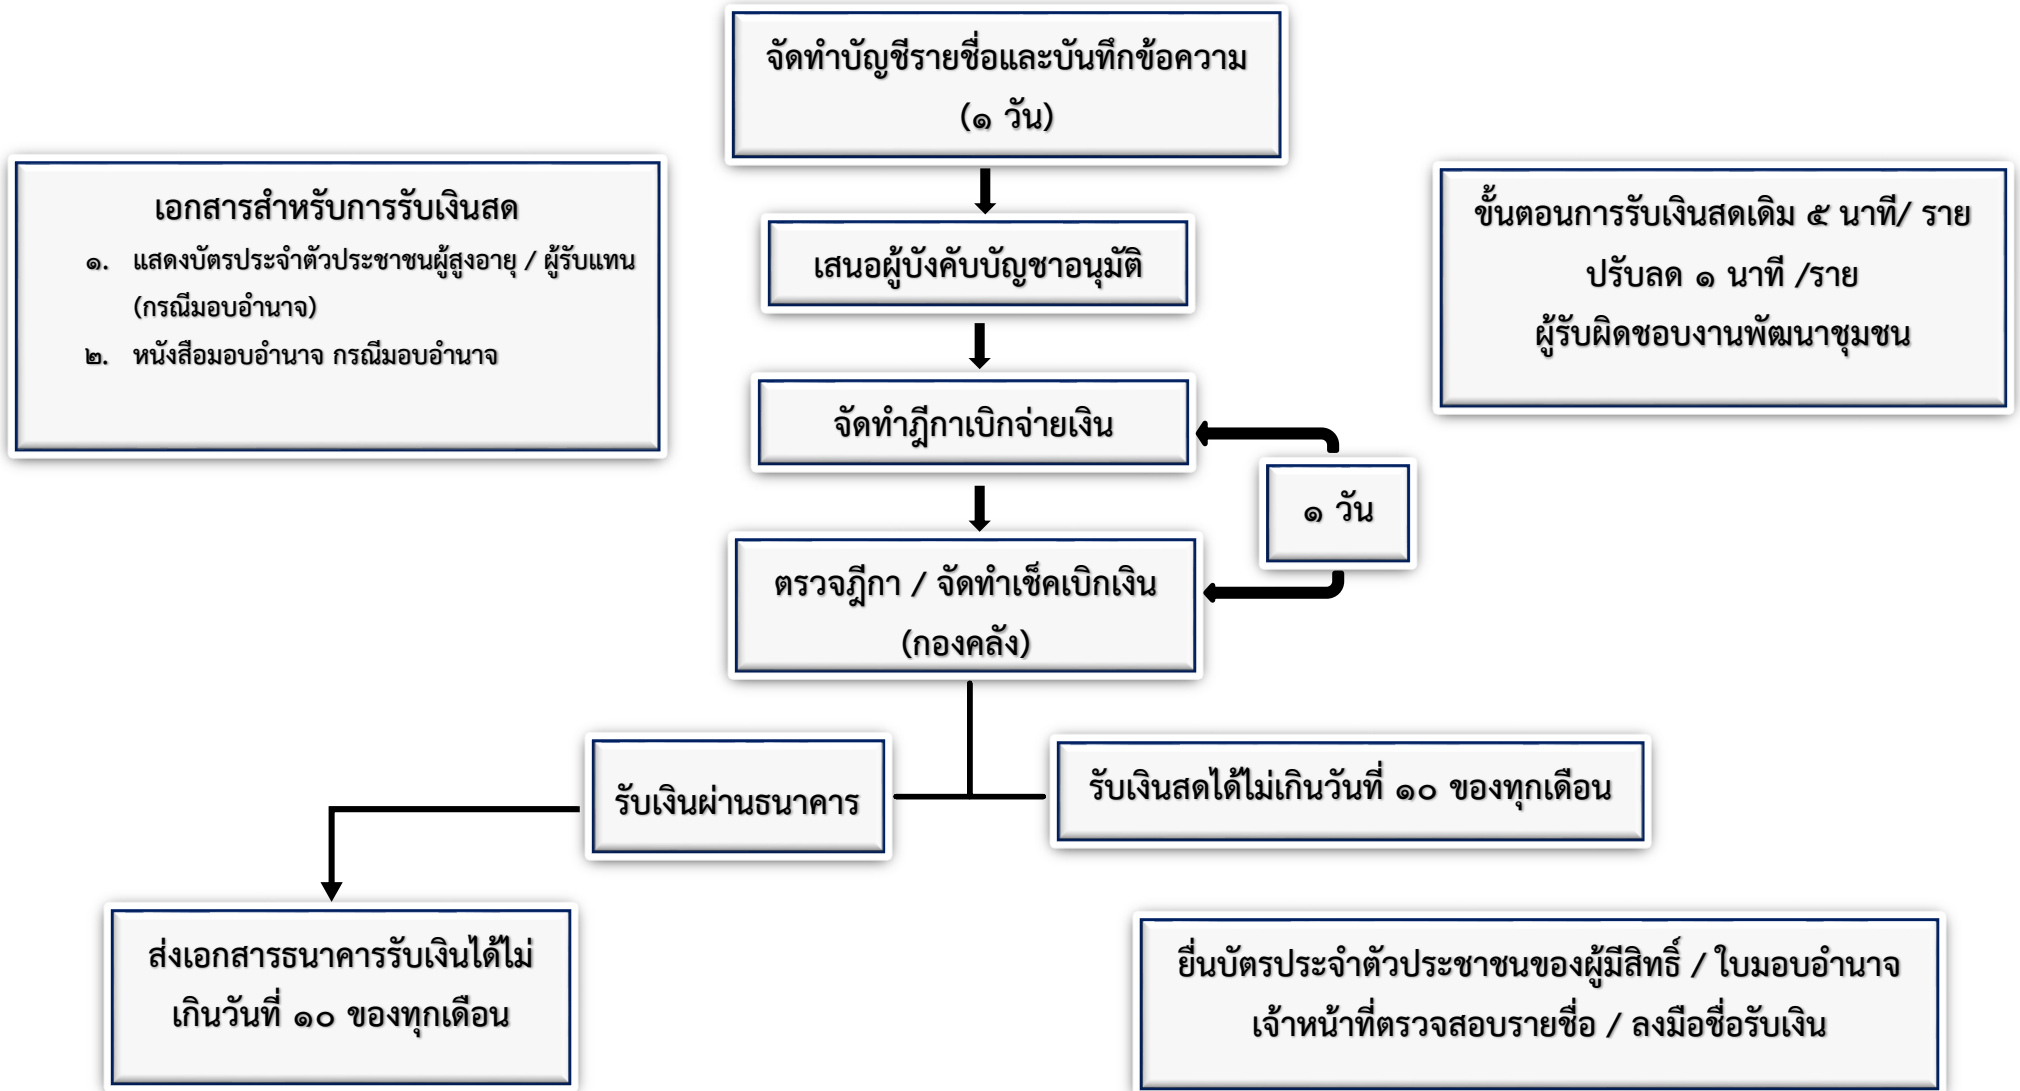 จัดทำบัญชีรายชื่อและบันทึกข้อความ
(๑ วัน)
เอกสารสำหรับการรับเงินสด
๑. แสดงบัตรประจำตัวประชาชนผู้สูงอายุ / ผู้รับแทน
(กรณีมอบอำนาจ)
๒. หนังสือมอบอำนาจ กรณีมอบอำนาจ
เสนอผู้บังคับบัญชาอนุมัติ
ขั้นตอนการรับเงินสดเดิม ๕ นาที/ ราย
ปรับลด ๑ นาที /ราย
ผู้รับผิดชอบงานพัฒนาชุมชน
จัดทำฎีกาเบิกจ่ายเงิน
๑ วัน
ตรวจฎีกา / จัดทำเช็คเบิกเงิน
(กองคลัง)
รับเงินผ่านธนาคาร
รับเงินสดได้ไม่เกินวันที่ ๑๐ ของทุกเดือน
ส่งเอกสารธนาคารรับเงินได้ไม่
เกินวันที่ ๑๐ ของทุกเดือน
ยื่นบัตรประจำตัวประชาชนของผู้มีสิทธิ์ / ใบมอบอำนาจ
เจ้าหน้าที่ตรวจสอบรายชื่อ / ลงมือชื่อรับเงิน